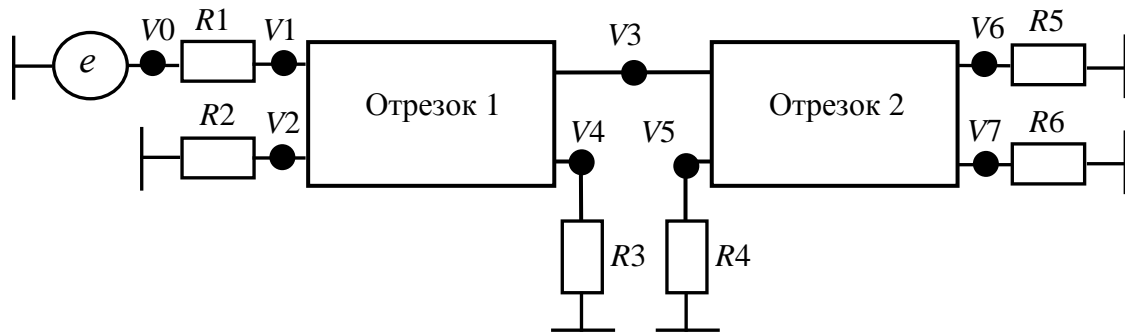 V0 R1 V1 V3 V6 R5
e
Отрезок 1 Отрезок 2
R2 V2 V4 V5 V7 R6
R3 R4